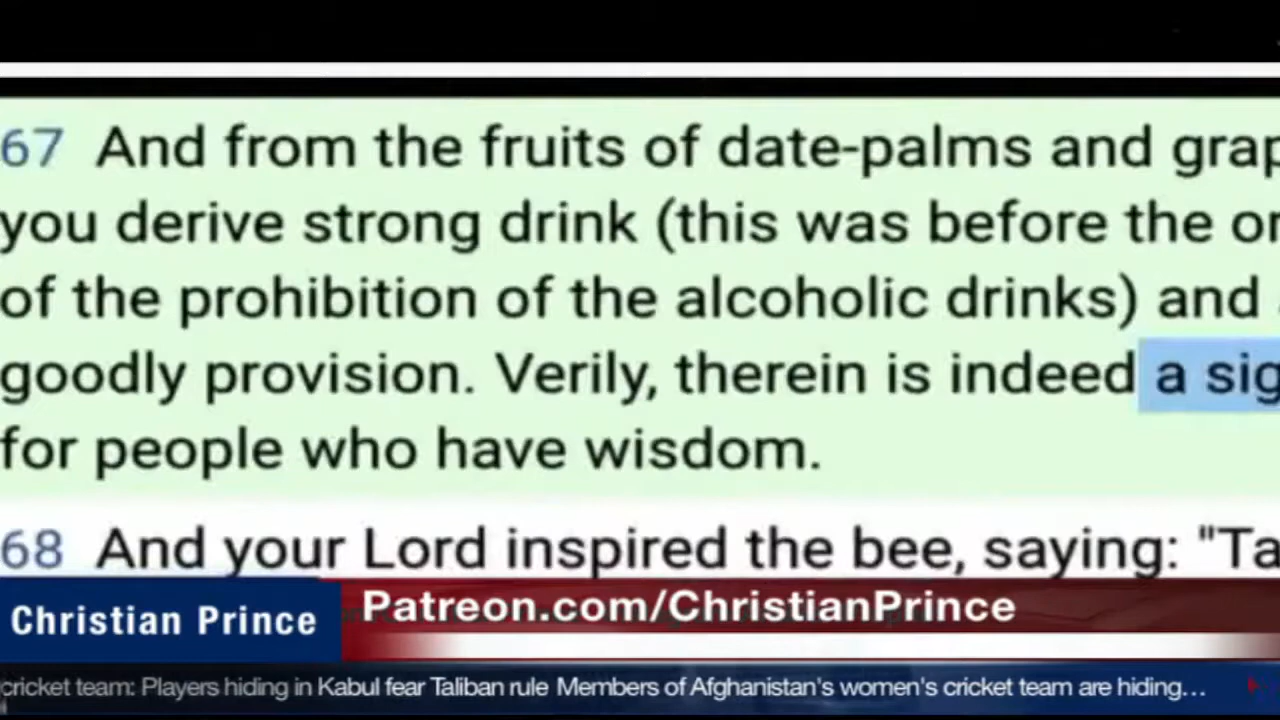 67 And from the fruits of date-palms and grap
you derive strong drink (this was before the or
of the prohibition of the alcoholic drinks) and
goodly provision. Verily, therein is indeed a sig
for people who have wisdom.
68 And your Lord inspired the bee, saying: "Ta
Christian Prince
Patreon.com/ChristianPrince
cricket team: Players hiding in Kabul fear Taliban rule Members of Afghanistan's women's cricket team are hiding...